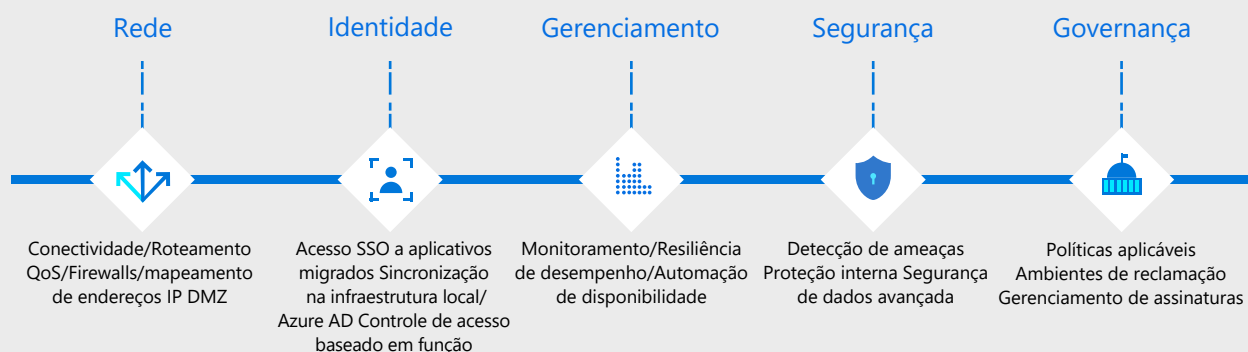 Rede
Identidade
Gerenciamento
Segurança
Governança
Conectividade/Roteamento
QoS/Firewalls/mapeamento
de endereços IP DMZ
Acesso SSO a aplicativos
migrados Sincronização
na infraestrutura local/
Azure AD Controle de acesso
baseado em função
Monitoramento/Resiliência
de desempenho/Automação
de disponibilidade
Detecção de ameaças
Proteção interna Segurança
de dados avançada
Políticas aplicáveis
Ambientes de reclamação
Gerenciamento de assinaturas